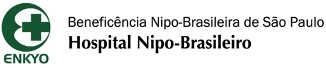 Beneficência Nipo-Brasileira de São Paulo
Hospital Nipo-Brasileiro
ENKYO